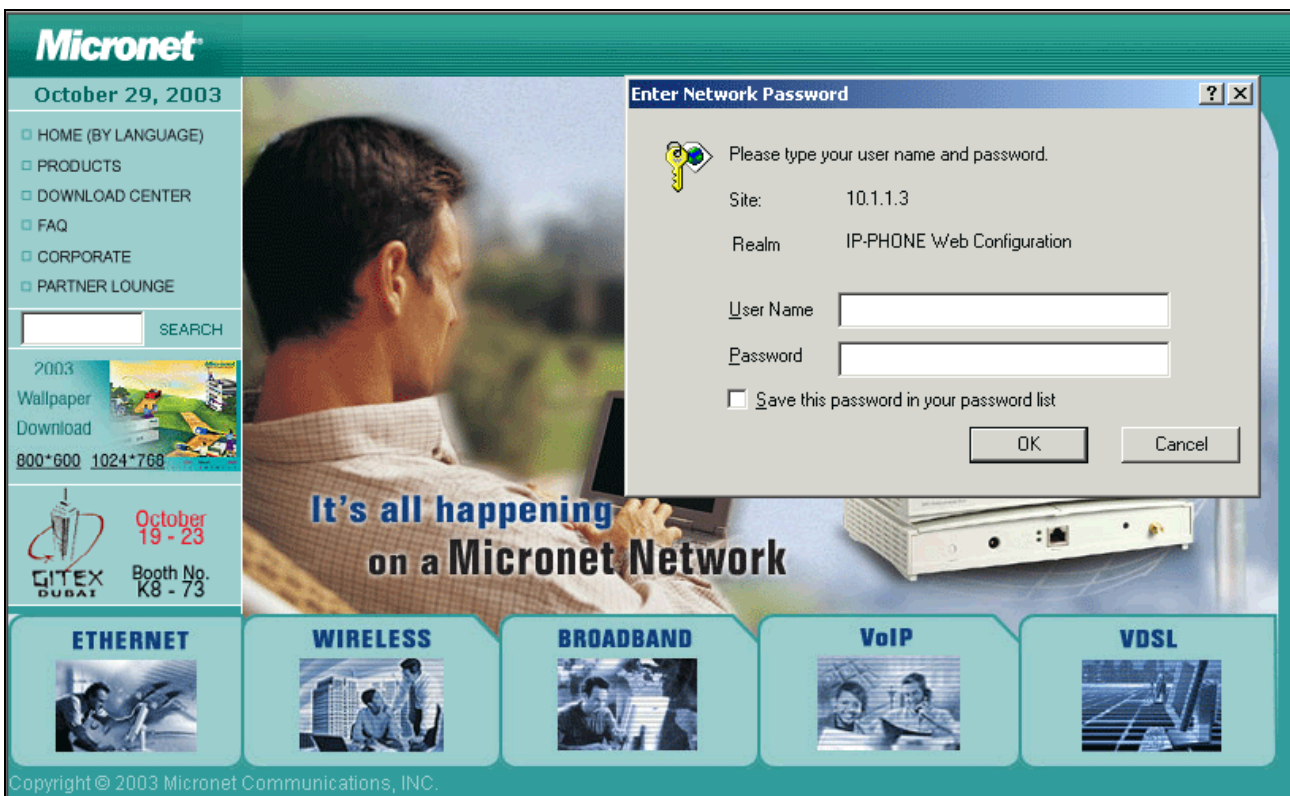 Micronet
October 29, 2003
HOME (BY LANGUAGE)
PRODUCTS
DOWNLOAD CENTER
FAQ
CORPORATE
PARTNER LOUNGE
SEARCH
2003
Wallpaper
Download
800*600 1024*768
GITEX
DUBAI
October
19 - 23
Booth No.
K8 - 73
Enter Network Password
Please type your user name and password.
Site: 10.1.1.3
Realm IP-PHONE Web Configuration
User Name
Password
Save this password in your password list
OK Cancel
It's all happening
on a Micronet Network
ETHERNET
WIRELESS
BROADBAND
VoIP
VDSL
Copyright © 2003 Micronet Communications, INC.